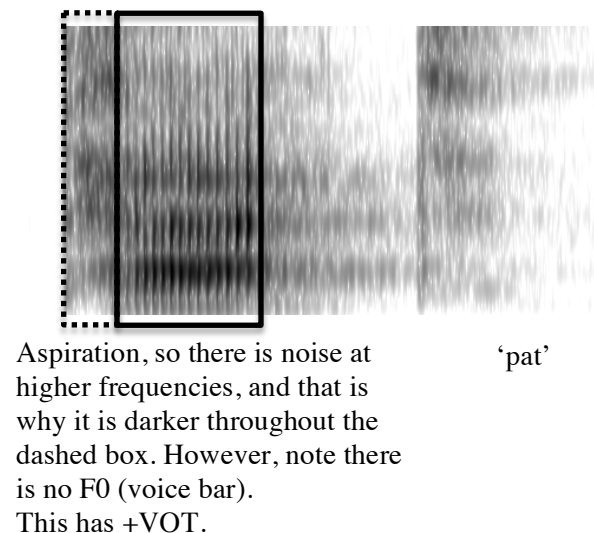 Aspiration, so there is noise at
higher frequencies, and that is
why it is darker throughout the
dashed box. However, note there
is no F0 (voice bar).
This has +VOT.
‘pat’